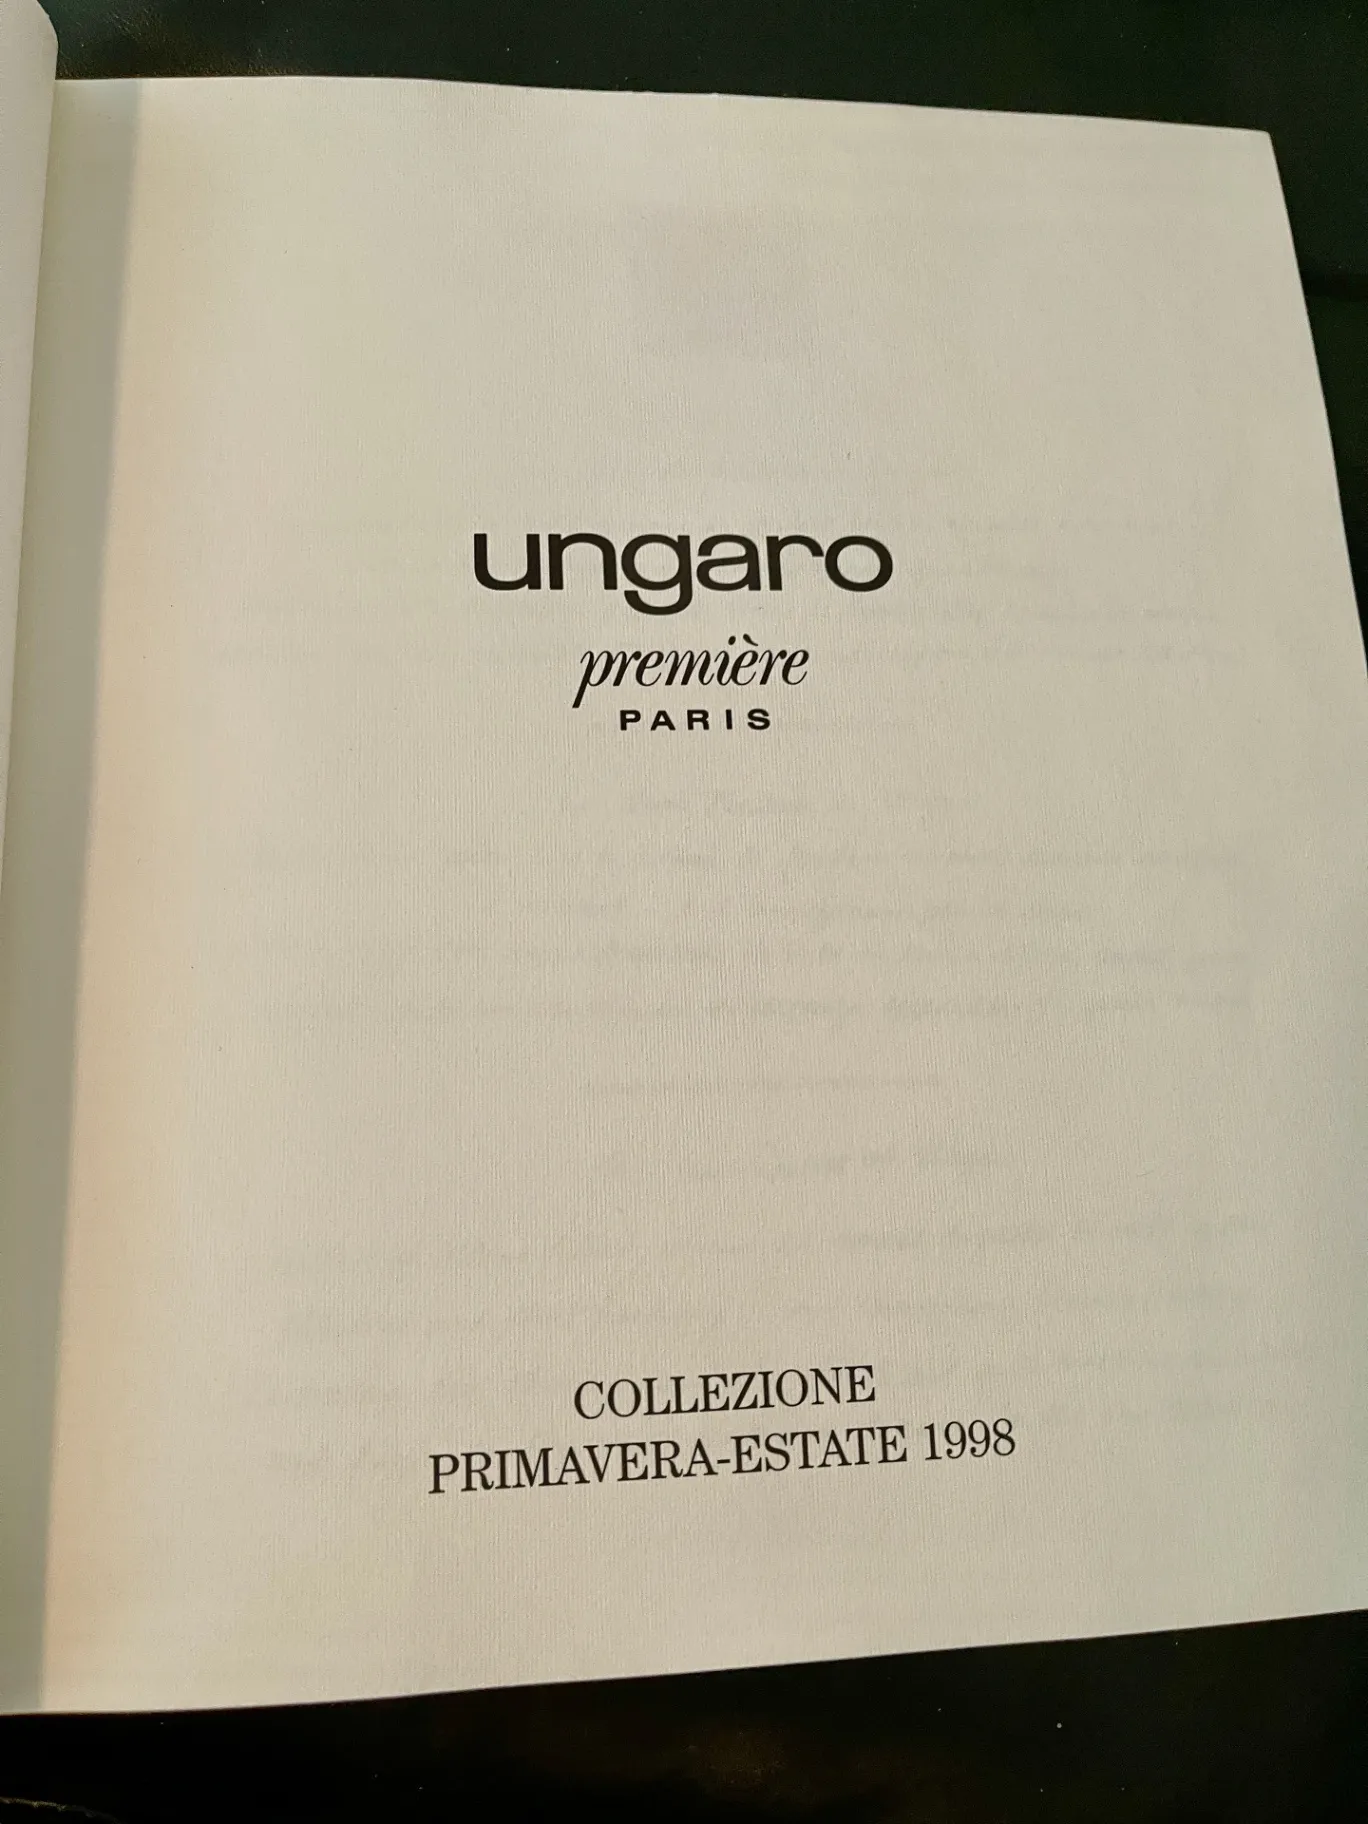 ungaro
première
PARIS
COLLEZIONE
PRIMAVERA-ESTATE 1998